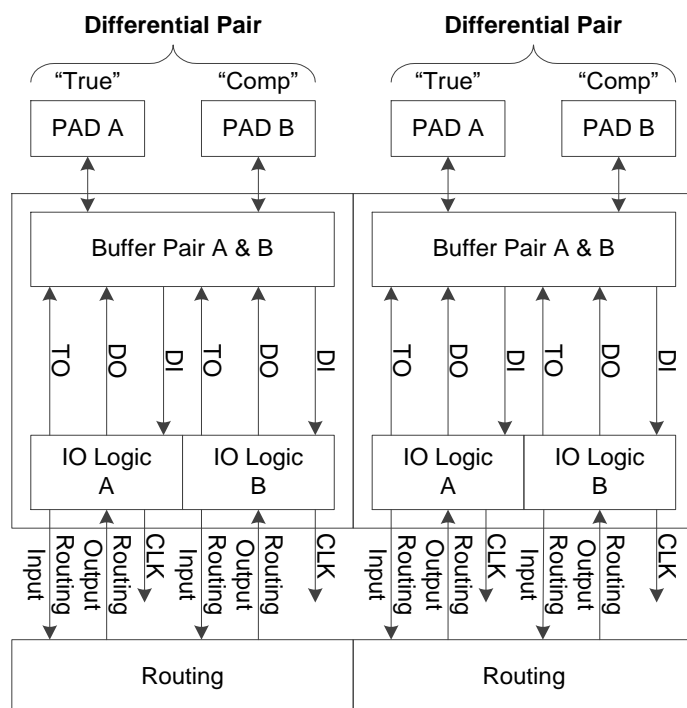 Differential Pair Differential Pair
“True” “Comp” “True” “Comp”
PAD A PAD B PAD A PAD B
Buffer Pair A & B Buffer Pair A & B
TO DO DI TO DO DI TO DO DI TO DO DI
IO Logic IO Logic IO Logic IO Logic
A B A B
Routing
Input
Routing
Output
CLK
Routing
Input
Routing
Output
CLK
Routing
Input
Routing
Output
CLK
Routing
Input
Routing
Output
CLK
Routing Routing